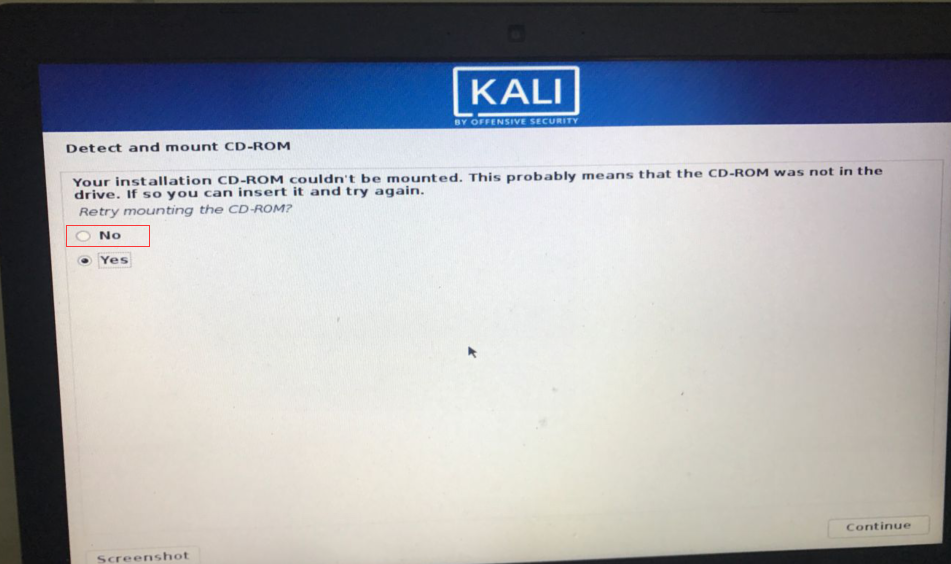 KALI
BY OFFENSIVE SECURITY
Detect and mount CD-ROM
Your installation CD-ROM couldn't be mounted. This probably means that the CD-ROM was not in the
drive. If so you can insert it and try again.
Retry mounting the CD-ROM?
No
Yes
Continue
Screenshot